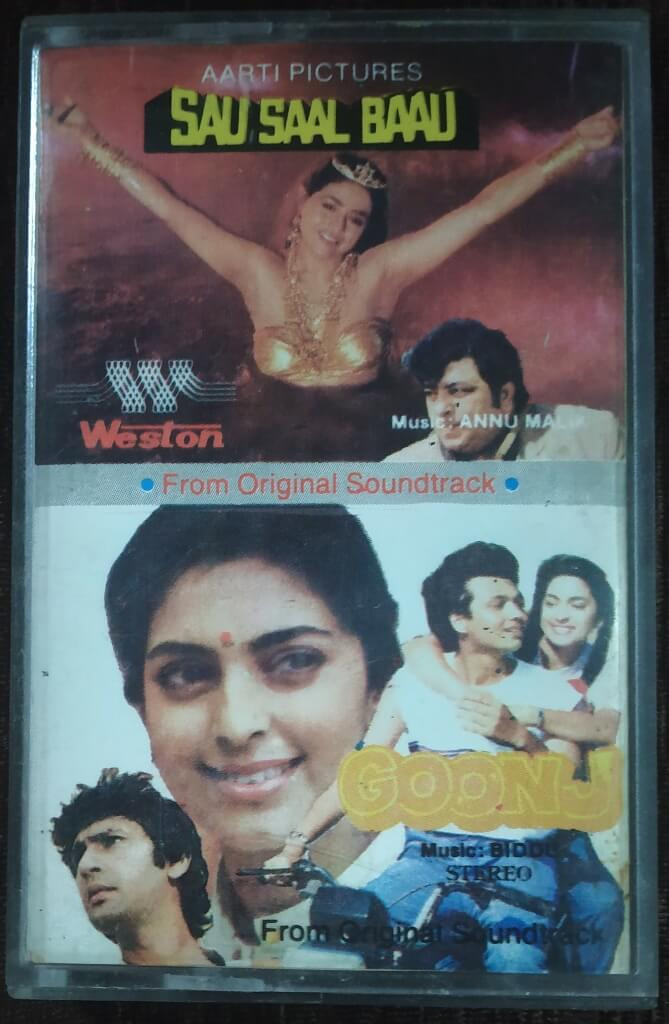 AARTI PICTURES
SAU SAAL BAAD
W
Weston
Music: ANNU MALIK
• From Original Soundtrack •
GOONJ
Music: BIDDU
STEREO
From Original Soundtrack